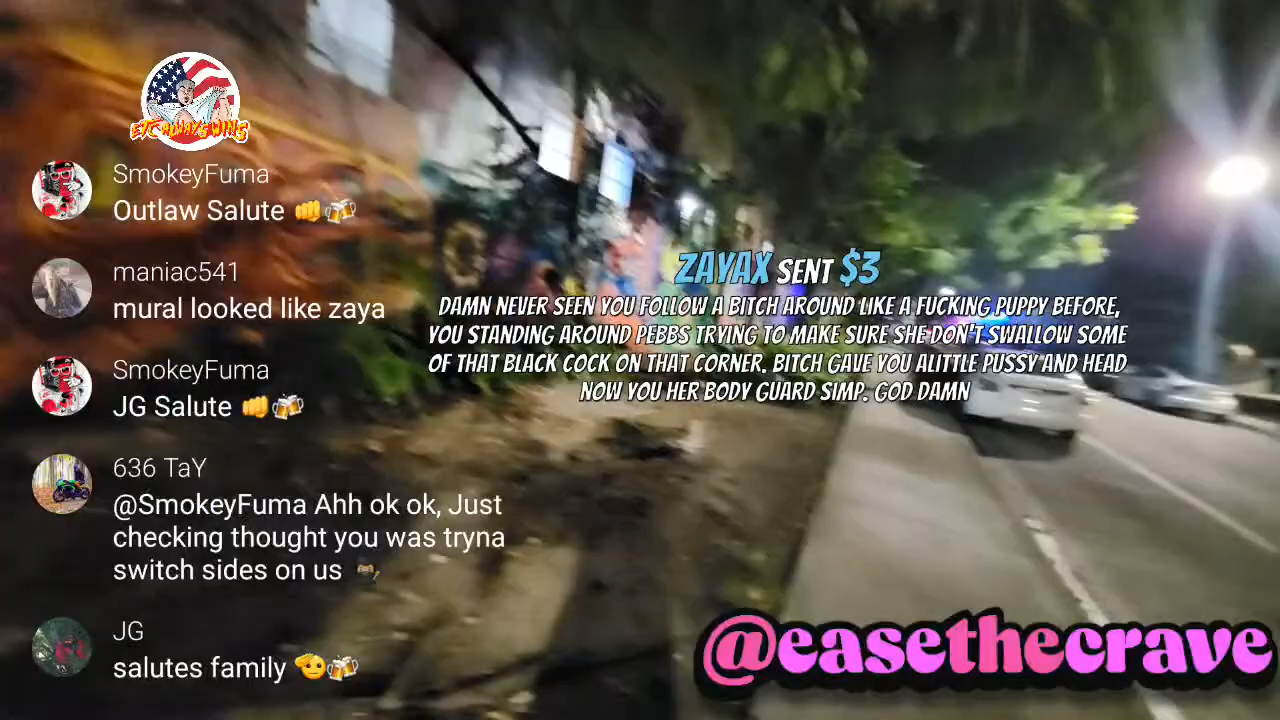 ETC ALWAYS WINS
SmokeyFuma
Outlaw Salute 👊🍻
maniac541
mural looked like zaya
SmokeyFuma
JG Salute 👊🍻
636 TaY
@SmokeyFuma Ahh ok ok, Just
checking thought you was tryna
switch sides on us
JG
salutes family 🫡🍻
ZAYAX SENT $3
DAMN NEVER SEEN YOU FOLLOW A BITCH AROUND LIKE A FUCKING PUPPY BEFORE,
YOU STANDING AROUND PEBBS TRYING TO MAKE SURE SHE DON'T SWALLOW SOME
OF THAT BLACK COCK ON THAT CORNER. BITCH GAVE YOU ALITTLE PUSSY AND HEAD
NOW YOU HER BODY GUARD SIMP. GOD DAMN
@easethecrave